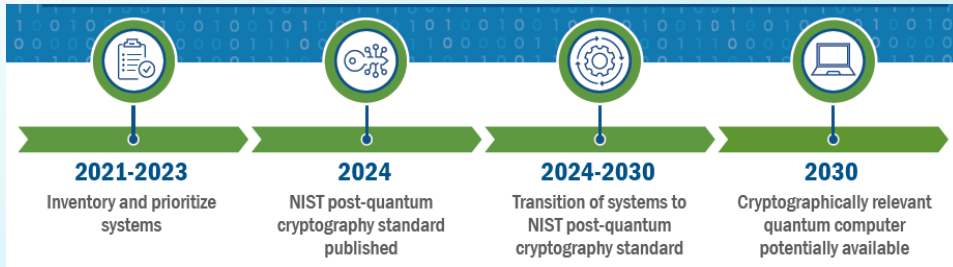 2021-2023
Inventory and prioritize
systems
2024
NIST post-quantum
cryptography standard
published
2024-2030
Transition of systems to
NIST post-quantum
cryptography standard
2030
Cryptographically relevant
quantum computer
potentially available